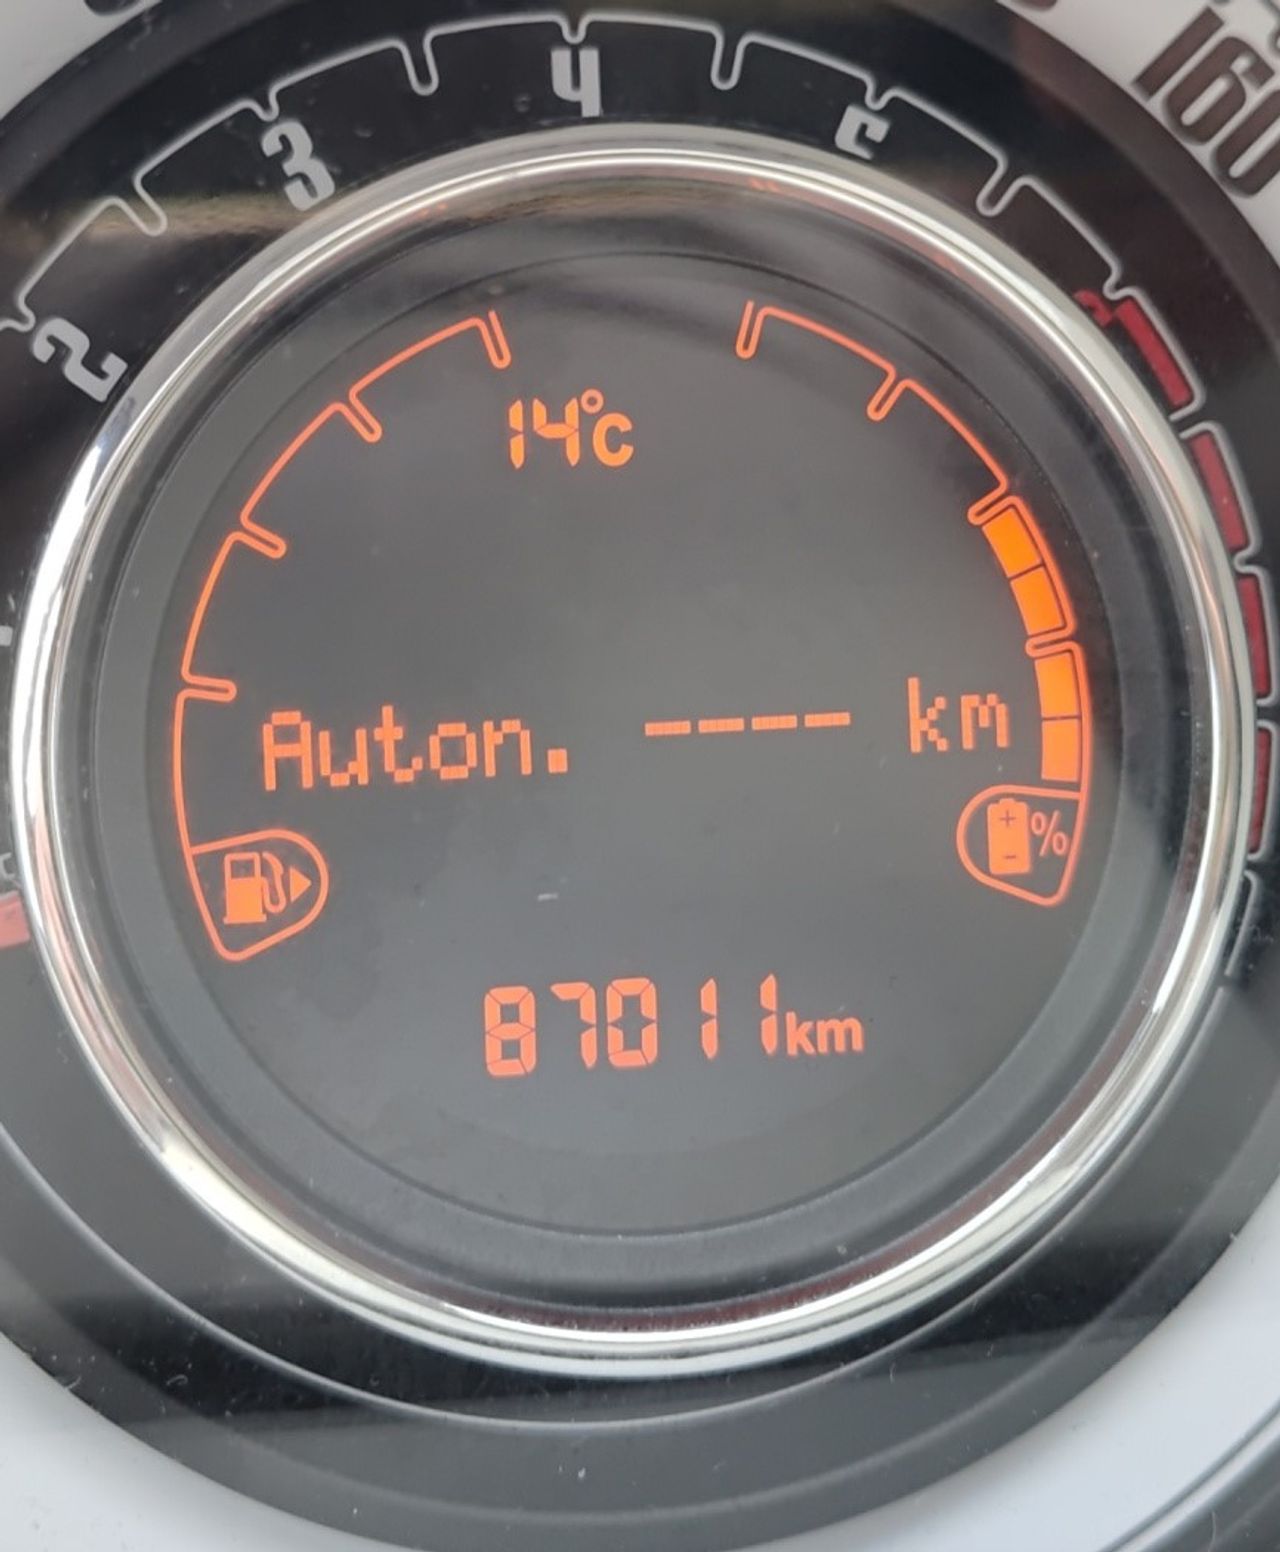 160
4
3
2
14°C
Auton. ---- km
+
-
%
87011km